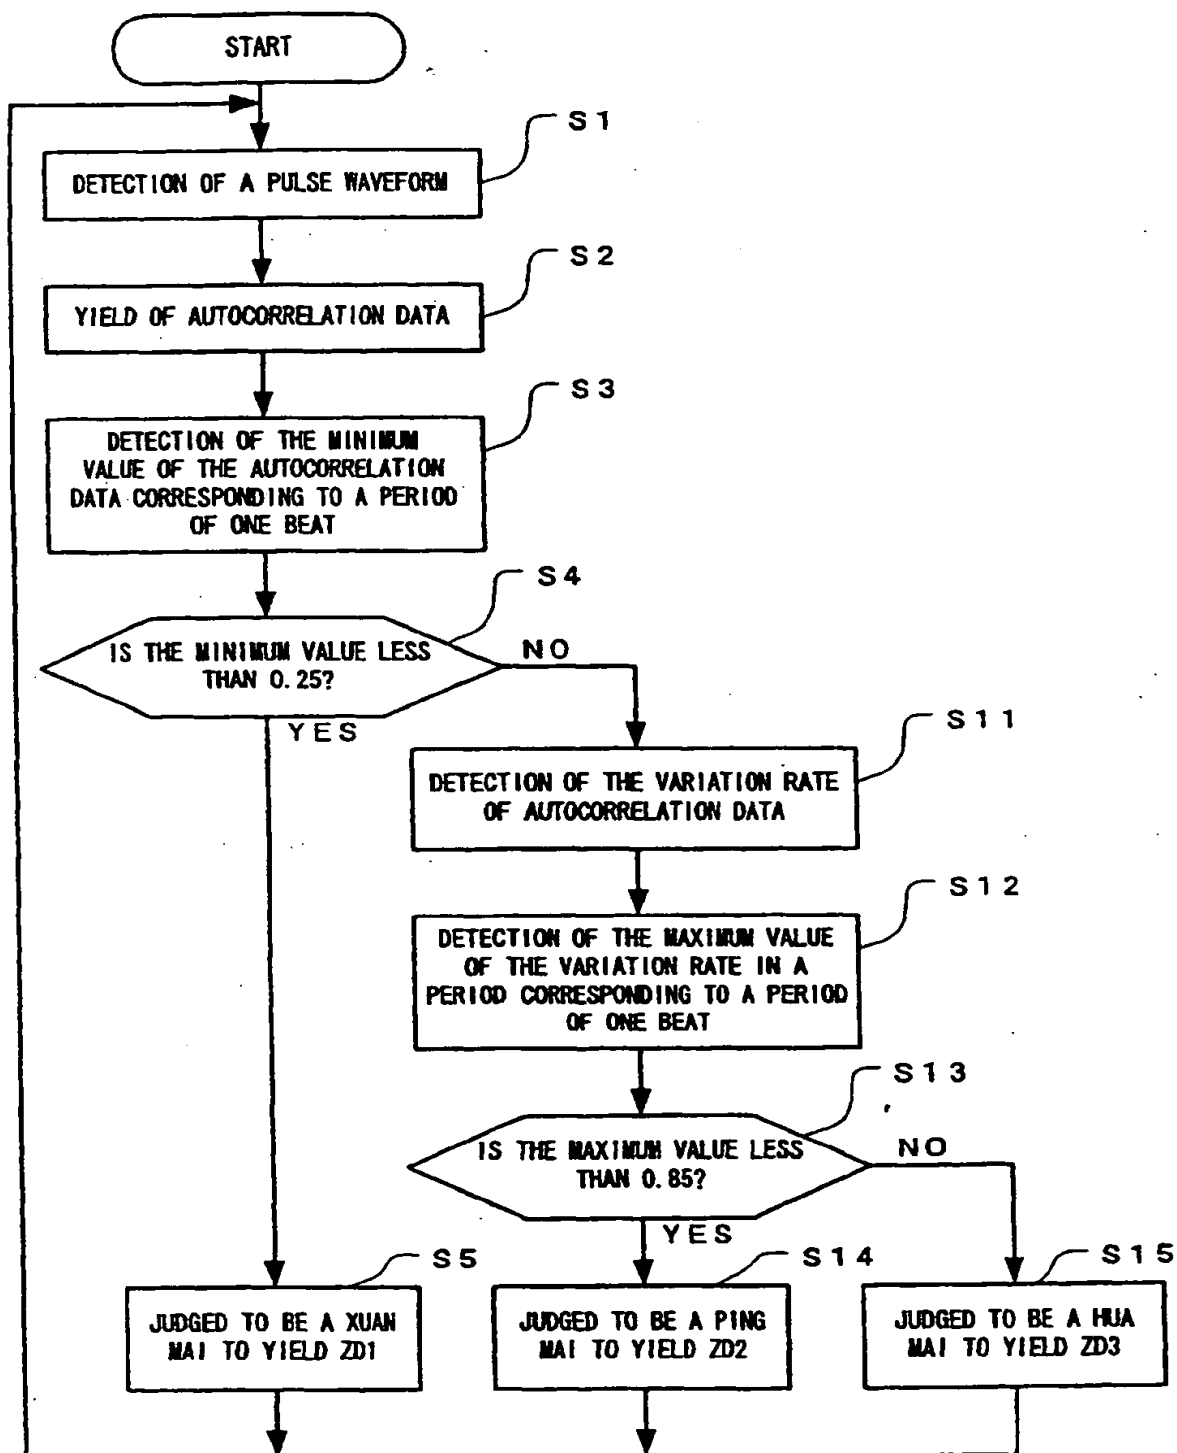 START
S1
DETECTION OF A PULSE WAVEFORM
S2
YIELD OF AUTOCORRELATION DATA
S3
DETECTION OF THE MINIMUM
VALUE OF THE AUTOCORRELATION
DATA CORRESPONDING TO A PERIOD
OF ONE BEAT
S4
IS THE MINIMUM VALUE LESS
THAN 0.25?
NO
YES
S11
DETECTION OF THE VARIATION RATE
OF AUTOCORRELATION DATA
S12
DETECTION OF THE MAXIMUM VALUE
OF THE VARIATION RATE IN A
PERIOD CORRESPONDING TO A PERIOD
OF ONE BEAT
S13
IS THE MAXIMUM VALUE LESS
THAN 0.85?
NO
YES
S5
JUDGED TO BE A XUAN
MAI TO YIELD ZD1
S14
JUDGED TO BE A PING
MAI TO YIELD ZD2
S15
JUDGED TO BE A HUA
MAI TO YIELD ZD3